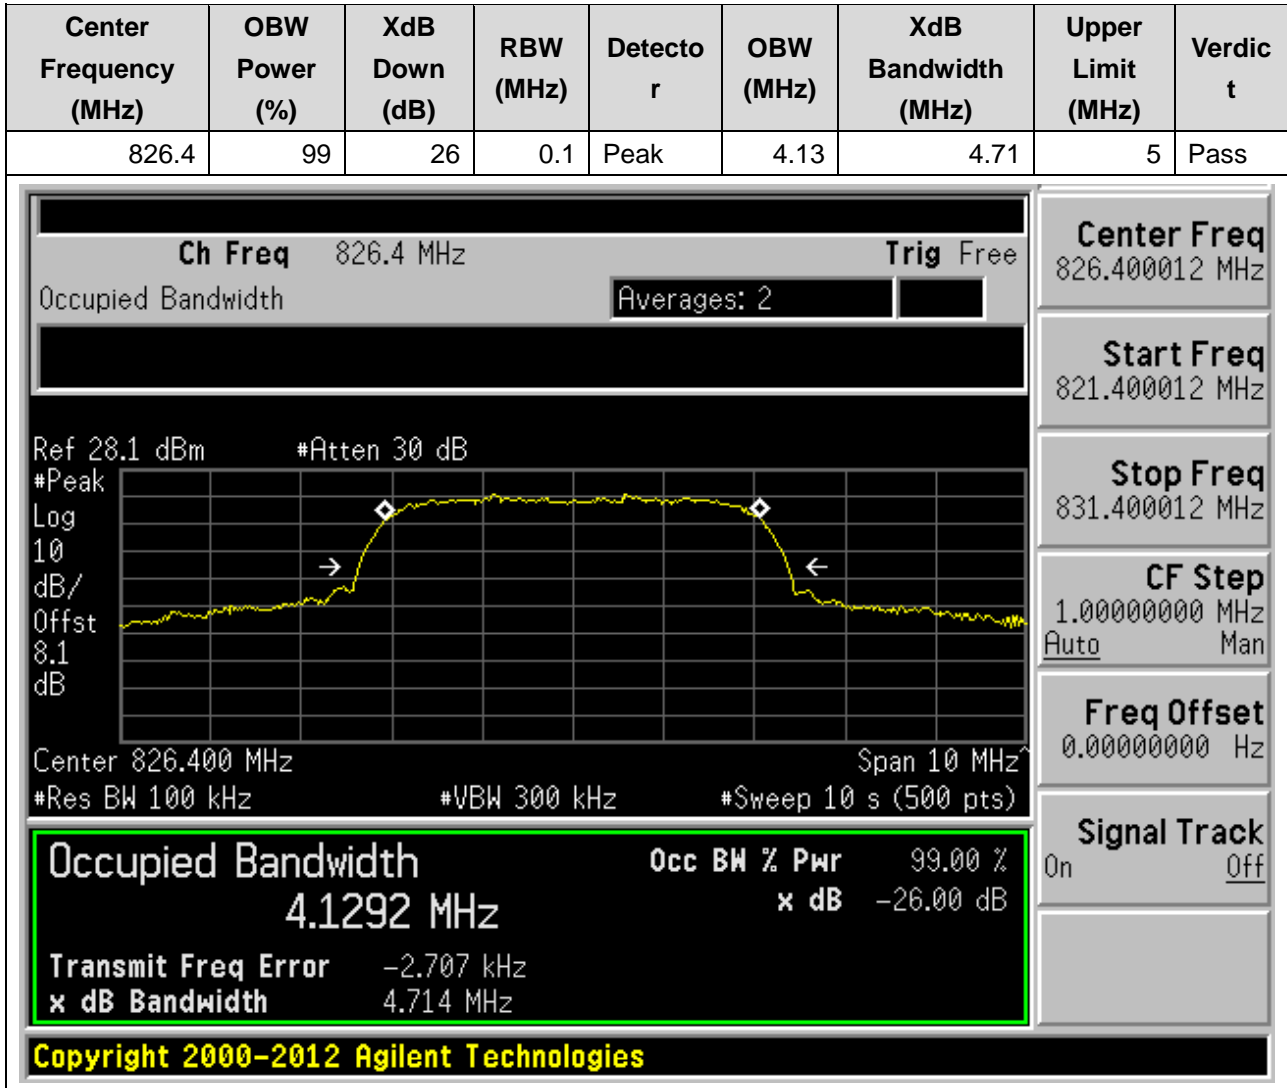 Center Frequency (MHz) OBW Power (%) XdB Down (dB) RBW (MHz) Detector OBW (MHz) XdB Bandwidth (MHz) Upper Limit (MHz) Verdict
826.4 99 26 0.1 Peak 4.13 4.71 5 Pass
Ch Freq 826.4 MHz Trig Free
Occupied Bandwidth Averages: 2
Ref 28.1 dBm #Atten 30 dB
#Peak
Log
10
dB/
Offst
8.1
dB
Center 826.400 MHz Span 10 MHz^
#Res BW 100 kHz #VBW 300 kHz #Sweep 10 s (500 pts)
Occupied Bandwidth Occ BW % Pwr 99.00 %
4.1292 MHz x dB -26.00 dB
Transmit Freq Error -2.707 kHz
x dB Bandwidth 4.714 MHz
Center Freq
826.400012 MHz
Start Freq
821.400012 MHz
Stop Freq
831.400012 MHz
CF Step
1.00000000 MHz
Auto Man
Freq Offset
0.00000000 Hz
Signal Track
On Off
Copyright 2000-2012 Agilent Technologies